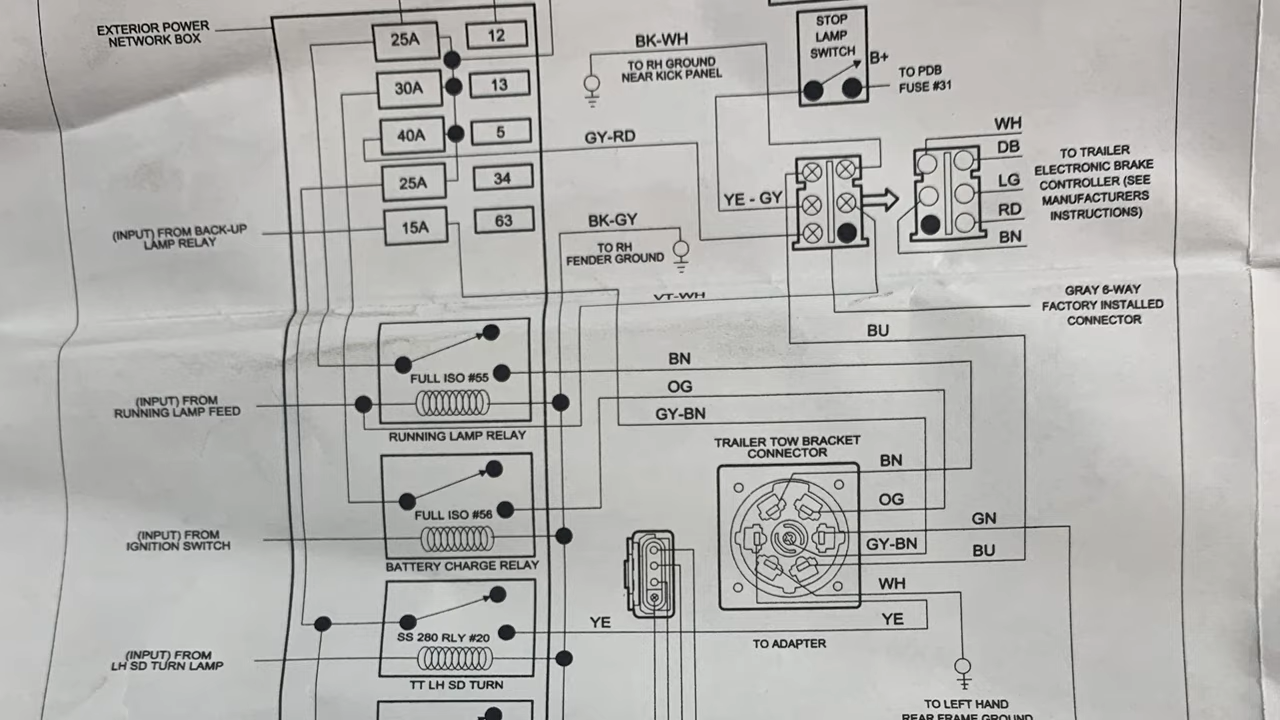 EXTERIOR POWER
NETWORK BOX
25A
12
30A
13
40A
5
25A
34
15A
63
(INPUT) FROM BACK-UP
LAMP RELAY
BK-WH
TO RH GROUND
NEAR KICK PANEL
STOP
LAMP
SWITCH
B+
TO PDB
FUSE #31
GY-RD
YE - GY
WH
DB
LG
RD
BN
TO TRAILER
ELECTRONIC BRAKE
CONTROLLER (SEE
MANUFACTURERS
INSTRUCTIONS)
BK-GY
TO RH
FENDER GROUND
VT-WH
GRAY 6-WAY
FACTORY INSTALLED
CONNECTOR
BU
(INPUT) FROM
RUNNING LAMP FEED
FULL ISO #55
RUNNING LAMP RELAY
BN
OG
GY-BN
TRAILER TOW BRACKET
CONNECTOR
BN
OG
GN
GY-BN
BU
WH
YE
(INPUT) FROM
IGNITION SWITCH
FULL ISO #56
BATTERY CHARGE RELAY
(INPUT) FROM
LH SD TURN LAMP
SS 280 RLY #20
TT LH SD TURN
YE
TO ADAPTER
TO LEFT HAND
REAR FRAME GROUND